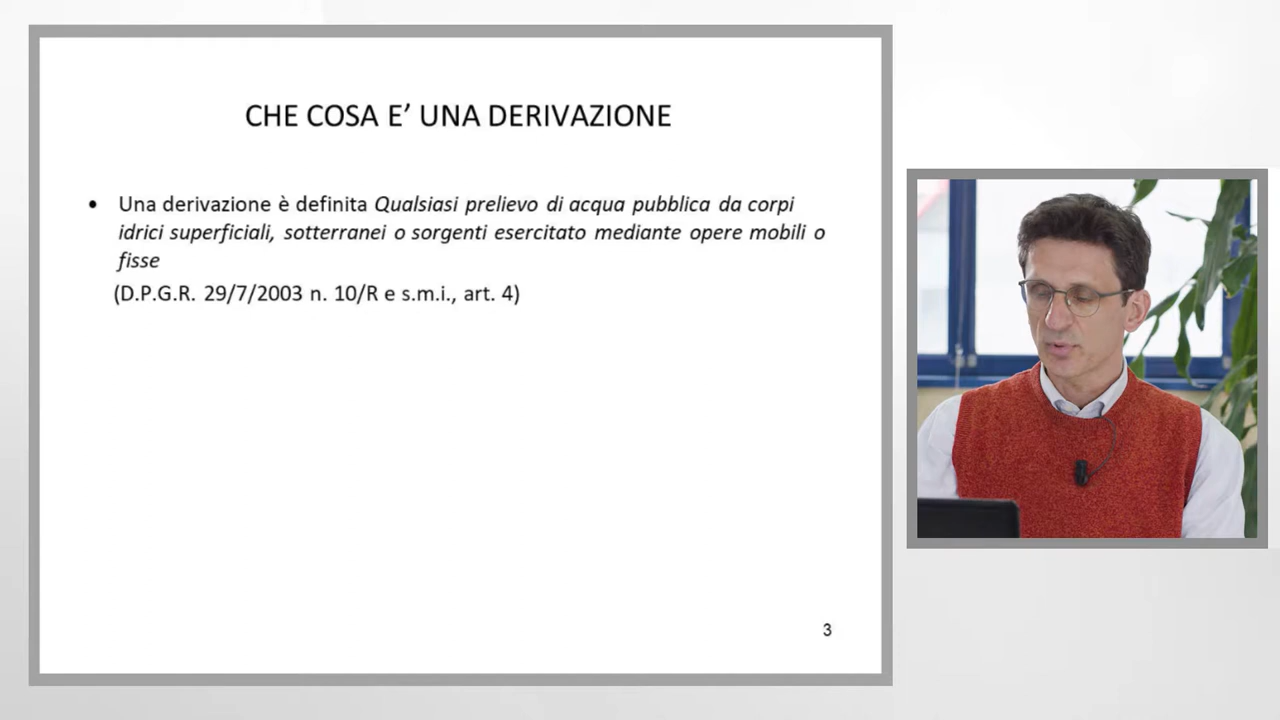 CHE COSA E’ UNA DERIVAZIONE
• Una derivazione è definita Qualsiasi prelievo di acqua pubblica da corpi
idrici superficiali, sotterranei o sorgenti esercitato mediante opere mobili o
fisse
(D.P.G.R. 29/7/2003 n. 10/R e s.m.i., art. 4)
3